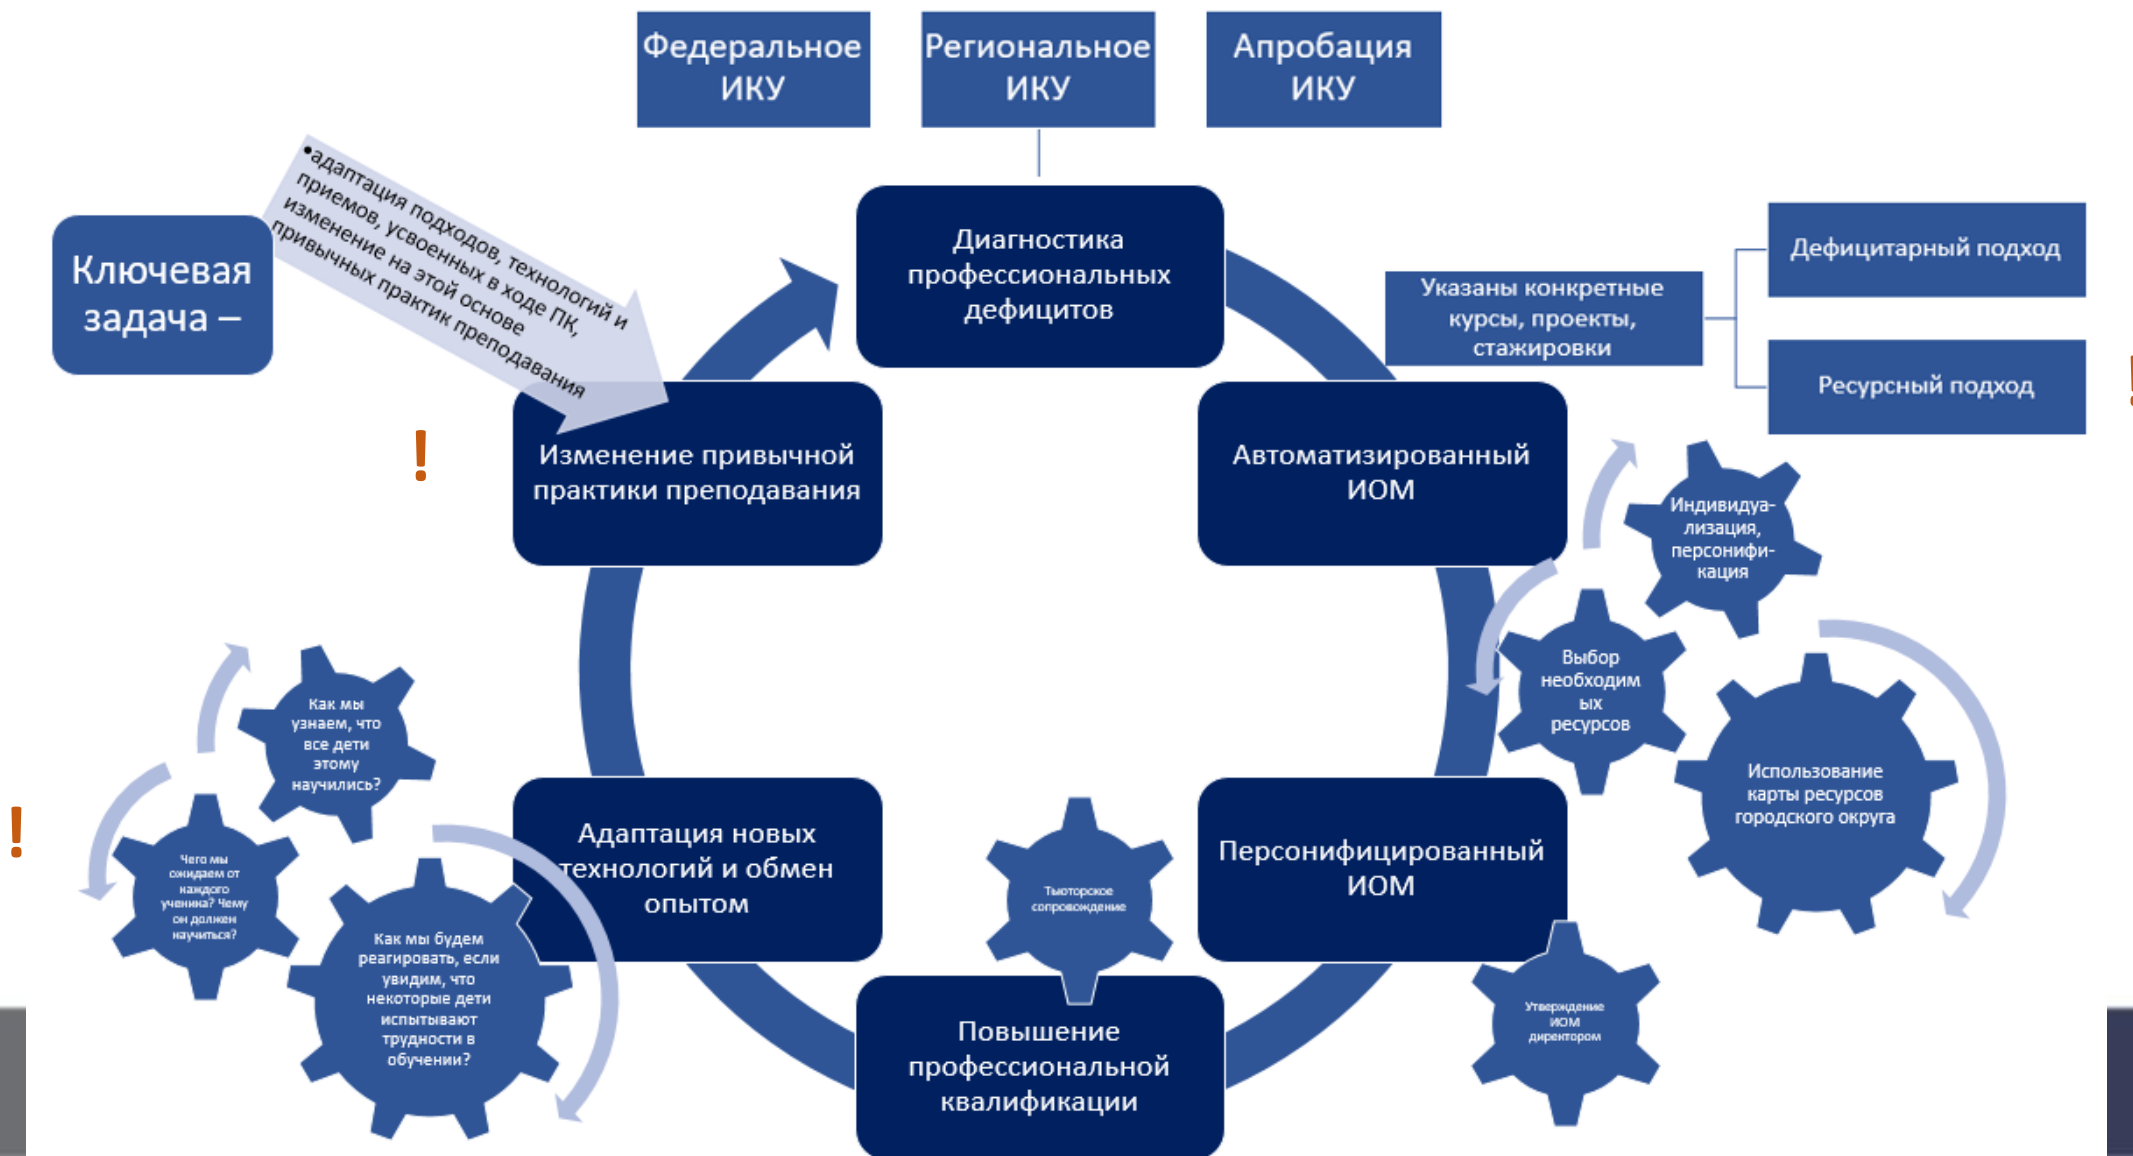 Федеральное
ИКУ
Региональное
ИКУ
Апробация
ИКУ
Ключевая
задача –
•адаптация подходов, технологий и
приемов, усвоенных в ходе ПК,
изменение на этой основе
привычных практик преподавания
Диагностика
профессиональных
дефицитов
Указаны конкретные
курсы, проекты,
стажировки
Дефицитарный подход
Ресурсный подход
!
!
Изменение привычной
практики преподавания
Автоматизированный
ИОМ
Индивидуа-
лизация,
персонифи-
кация
Выбор
необходим
ых
ресурсов
Использование
карты ресурсов
городского округа
Как мы
узнаем, что
все дети
этому
научились?
!
Чего мы
ожидаем от
каждого
ученика? Чему
он должен
научиться?
Как мы будем
реагировать, если
увидим, что
некоторые дети
испытывают
трудности в
обучении?
Адаптация новых
технологий и обмен
опытом
Тьюторское
сопровождение
Персонифицированный
ИОМ
Утверждение
ИОМ
директором
Повышение
профессиональной
квалификации